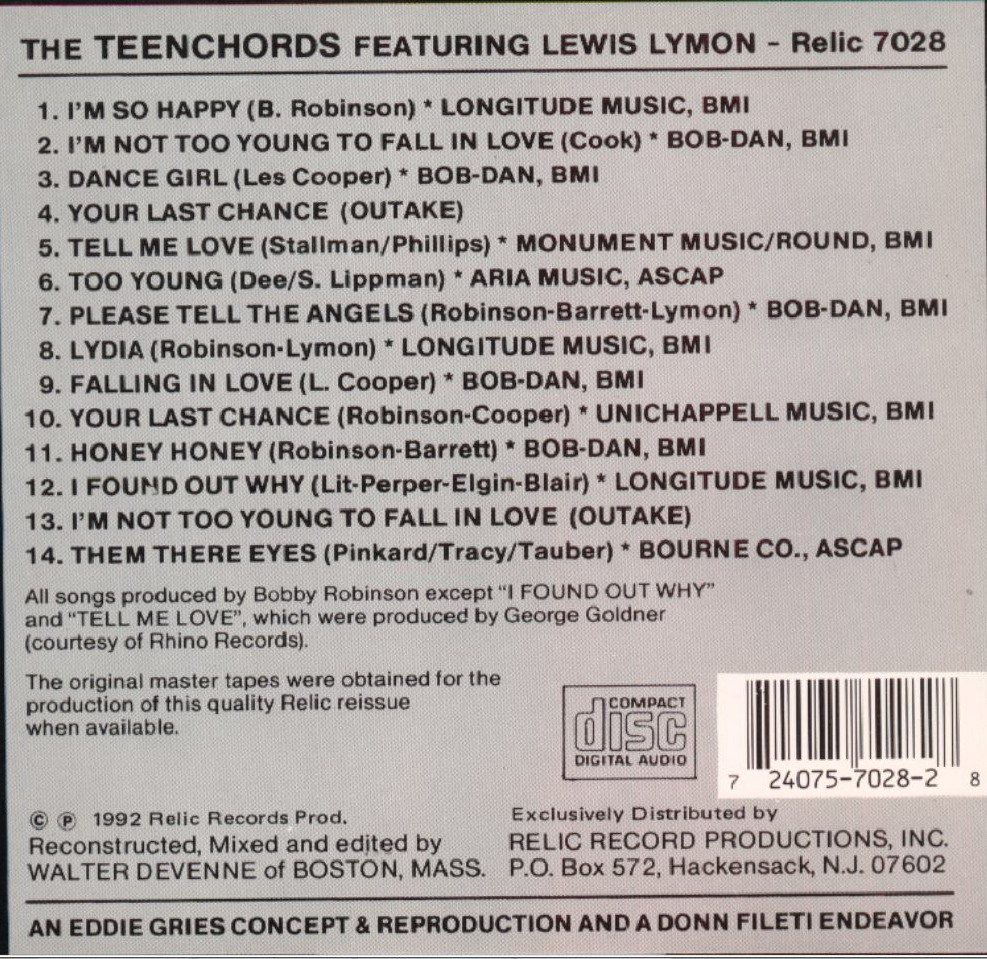 THE TEENCHORDS FEATURING LEWIS LYMON - Relic 7028
1. I'M SO HAPPY (B. Robinson) * LONGITUDE MUSIC, BMI
2. I'M NOT TOO YOUNG TO FALL IN LOVE (Cook) * BOB-DAN, BMI
3. DANCE GIRL (Les Cooper) * BOB-DAN, BMI
4. YOUR LAST CHANCE (OUTAKE)
5. TELL ME LOVE (Stallman/Phillips) * MONUMENT MUSIC/ROUND, BMI
6. TOO YOUNG (Dee/S. Lippman) * ARIA MUSIC, ASCAP
7. PLEASE TELL THE ANGELS (Robinson-Barrett-Lymon) * BOB-DAN, BMI
8. LYDIA (Robinson-Lymon) * LONGITUDE MUSIC, BMI
9. FALLING IN LOVE (L. Cooper) * BOB-DAN, BMI
10. YOUR LAST CHANCE (Robinson-Cooper) * UNICHAPPELL MUSIC, BMI
11. HONEY HONEY (Robinson-Barrett) * BOB-DAN, BMI
12. I FOUND OUT WHY (Lit-Perper-Elgin-Blair) * LONGITUDE MUSIC, BMI
13. I'M NOT TOO YOUNG TO FALL IN LOVE (OUTAKE)
14. THEM THERE EYES (Pinkard/Tracy/Tauber) * BOURNE CO., ASCAP
All songs produced by Bobby Robinson except "I FOUND OUT WHY"
and "TELL ME LOVE", which were produced by George Goldner
(courtesy of Rhino Records).
The original master tapes were obtained for the
production of this quality Relic reissue
when available.
COMPACT
disc
DIGITAL AUDIO
7 24075-7028-2 8
© ℗ 1992 Relic Records Prod.
Reconstructed, Mixed and edited by
WALTER DEVENNE of BOSTON, MASS.
Exclusively Distributed by
RELIC RECORD PRODUCTIONS, INC.
P.O. Box 572, Hackensack, N.J. 07602
AN EDDIE GRIES CONCEPT & REPRODUCTION AND A DONN FILETI ENDEAVOR